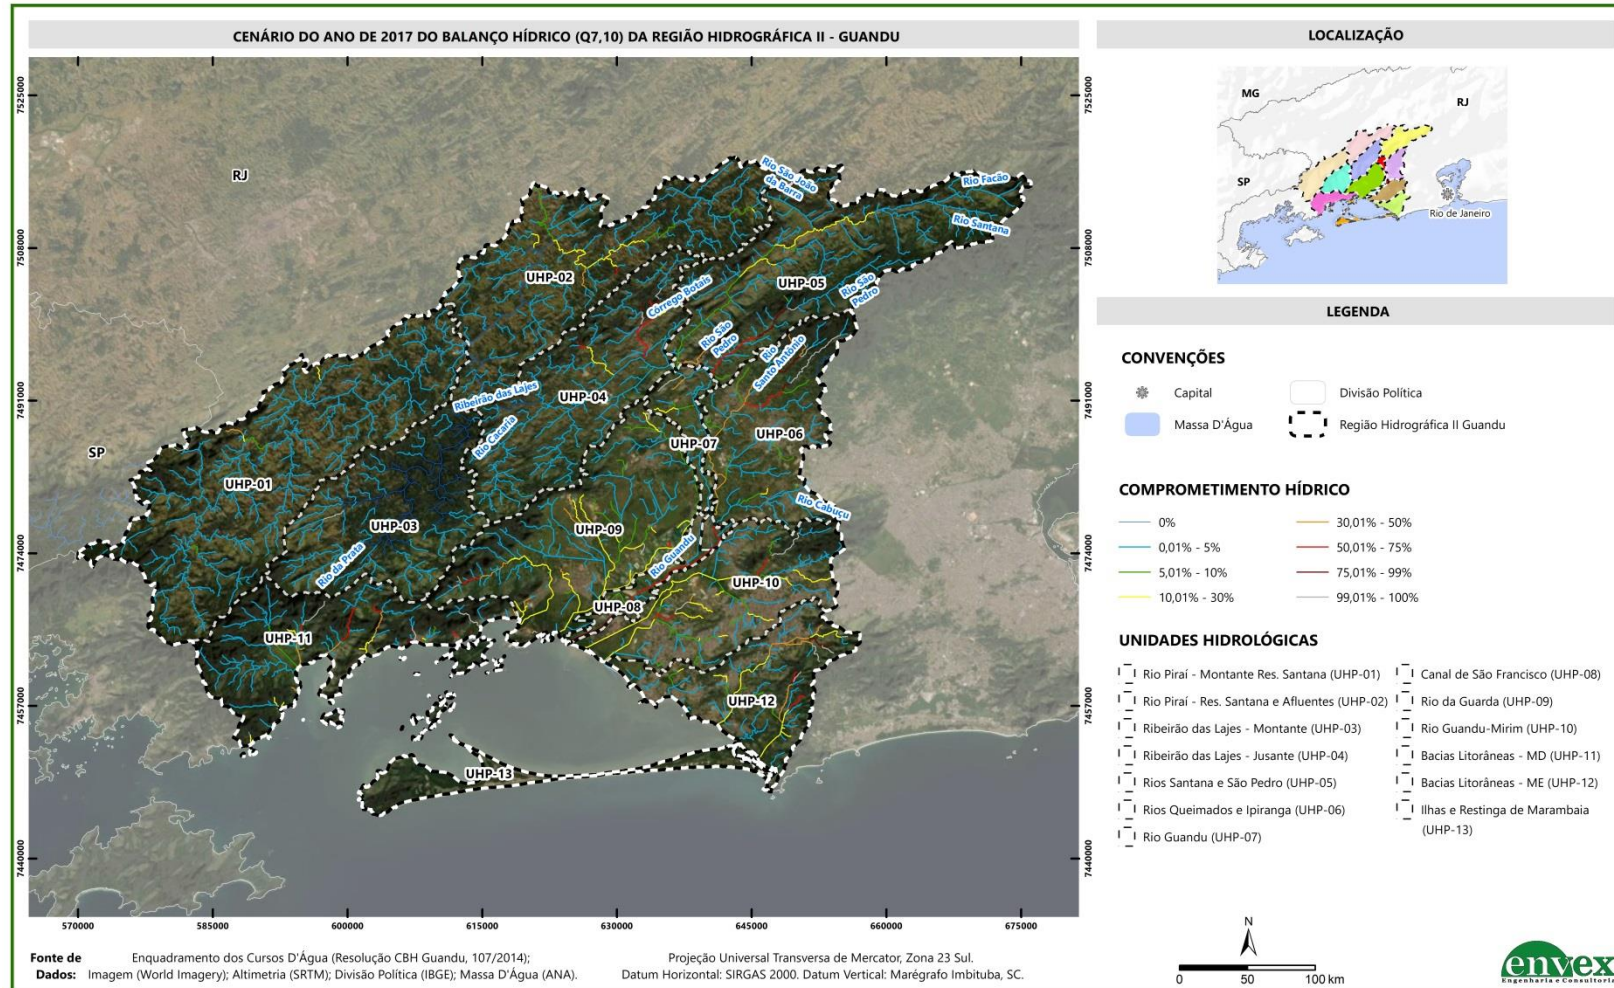 CENÁRIO DO ANO DE 2017 DO BALANÇO HÍDRICO (Q7,10) DA REGIÃO HIDROGRÁFICA II - GUANDU
7525000
7508000
7491000
7474000
7457000
7440000
7525000
7508000
7491000
7474000
7457000
7440000
570000
585000
600000
615000
630000
645000
660000
675000
RJ
SP
Rio São João
da Barra
Rio Facão
Rio Santana
UHP-02
UHP-05
Rio São
Pedro
Córrego Botais
Rio São
Pedro
Rio
Santo Antônio
Ribeirão das Lajes
UHP-04
Rio Cacaria
UHP-07
UHP-06
UHP-01
Rio Cabuçu
UHP-03
UHP-09
Rio da Prata
Rio Guandu
UHP-10
UHP-08
UHP-11
UHP-12
UHP-13
LOCALIZAÇÃO
MG
RJ
SP
Rio de Janeiro
LEGENDA
CONVENÇÕES
Capital
Divisão Política
Massa D'Água
Região Hidrográfica II Guandu
COMPROMETIMENTO HÍDRICO
0%
0,01% - 5%
5,01% - 10%
10,01% - 30%
30,01% - 50%
50,01% - 75%
75,01% - 99%
99,01% - 100%
UNIDADES HIDROLÓGICAS
Rio Piraí - Montante Res. Santana (UHP-01)
Rio Piraí - Res. Santana e Afluentes (UHP-02)
Ribeirão das Lajes - Montante (UHP-03)
Ribeirão das Lajes - Jusante (UHP-04)
Rios Santana e São Pedro (UHP-05)
Rios Queimados e Ipiranga (UHP-06)
Rio Guandu (UHP-07)
Canal de São Francisco (UHP-08)
Rio da Guarda (UHP-09)
Rio Guandu-Mirim (UHP-10)
Bacias Litorâneas - MD (UHP-11)
Bacias Litorâneas - ME (UHP-12)
Ilhas e Restinga de Marambaia
(UHP-13)
N
0 50 100 km
envex
Engenharia e Consultoria
Fonte de Enquadramento dos Cursos D'Água (Resolução CBH Guandu, 107/2014);
Dados: Imagem (World Imagery); Altimetria (SRTM); Divisão Política (IBGE); Massa D'Água (ANA).
Projeção Universal Transversa de Mercator, Zona 23 Sul.
Datum Horizontal: SIRGAS 2000. Datum Vertical: Marégrafo Imbituba, SC.